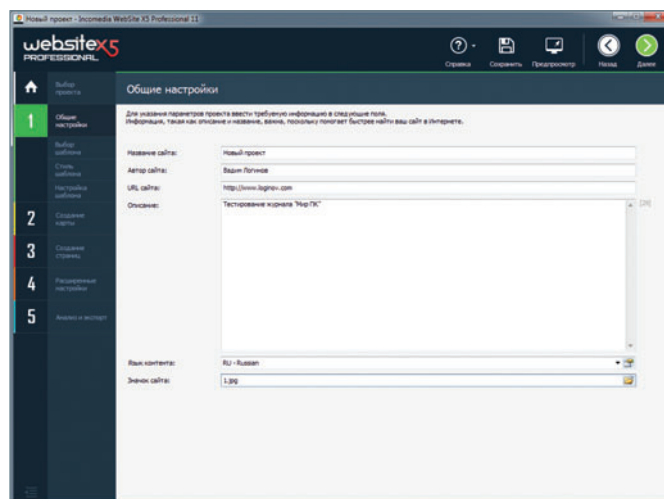 Новый проект - Incomedia WebSite X5 Professional 11
websitex5
PROFESSIONAL
Справка
Сохранить
Предпросмотр
Назад
Далее
Выбор
проекта
Общие настройки
1
Общие
настройки
Для указания параметров проекта ввести требуемую информацию в следующие поля.
Информация, такая как описание и название, важна, поскольку помогает быстрее найти ваш сайт в Интернете.
Выбор
шаблона
Стиль
шаблона
Настройка
шаблона
Название сайта: Новый проект
Автор сайта: Вадим Логинов
URL сайта: http://www.loginov.com
Описание: Тестирование журнала "Мир ПК"
2
Создание
карты
3
Создание
страниц
4
Расширенные
настройки
5
Анализ и экспорт
Язык контента: RU - Russian
Значок сайта: 1.jpg